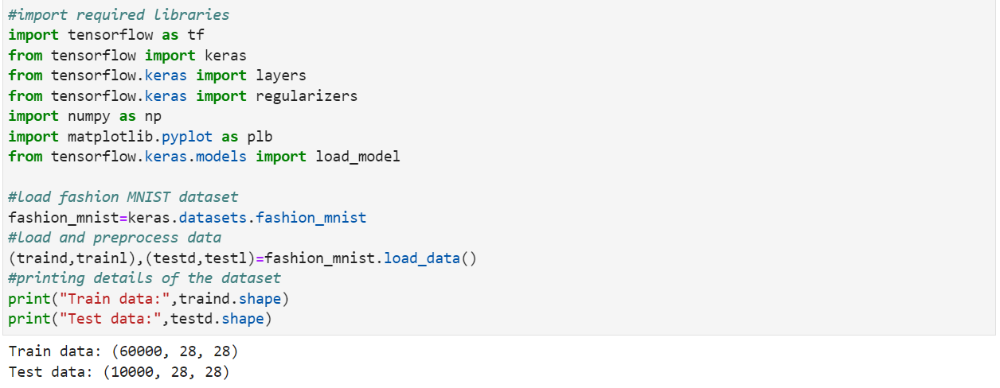 #import required libraries
import tensorflow as tf
from tensorflow import keras
from tensorflow.keras import layers
from tensorflow.keras import regularizers
import numpy as np
import matplotlib.pyplot as plb
from tensorflow.keras.models import load_model
#load fashion MNIST dataset
fashion_mnist=keras.datasets.fashion_mnist
#load and preprocess data
(traind,trainl),(testd,testl)=fashion_mnist.load_data()
#printing details of the dataset
print("Train data:",traind.shape)
print("Test data:",testd.shape)
Train data: (60000, 28, 28)
Test data: (10000, 28, 28)